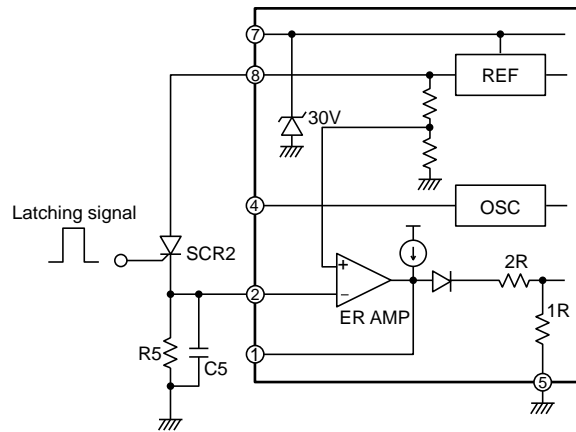 7
8
REF
30V
Latching signal
4
OSC
SCR2
+
2R
2
−
ER AMP
1R
R5
C5
1
5